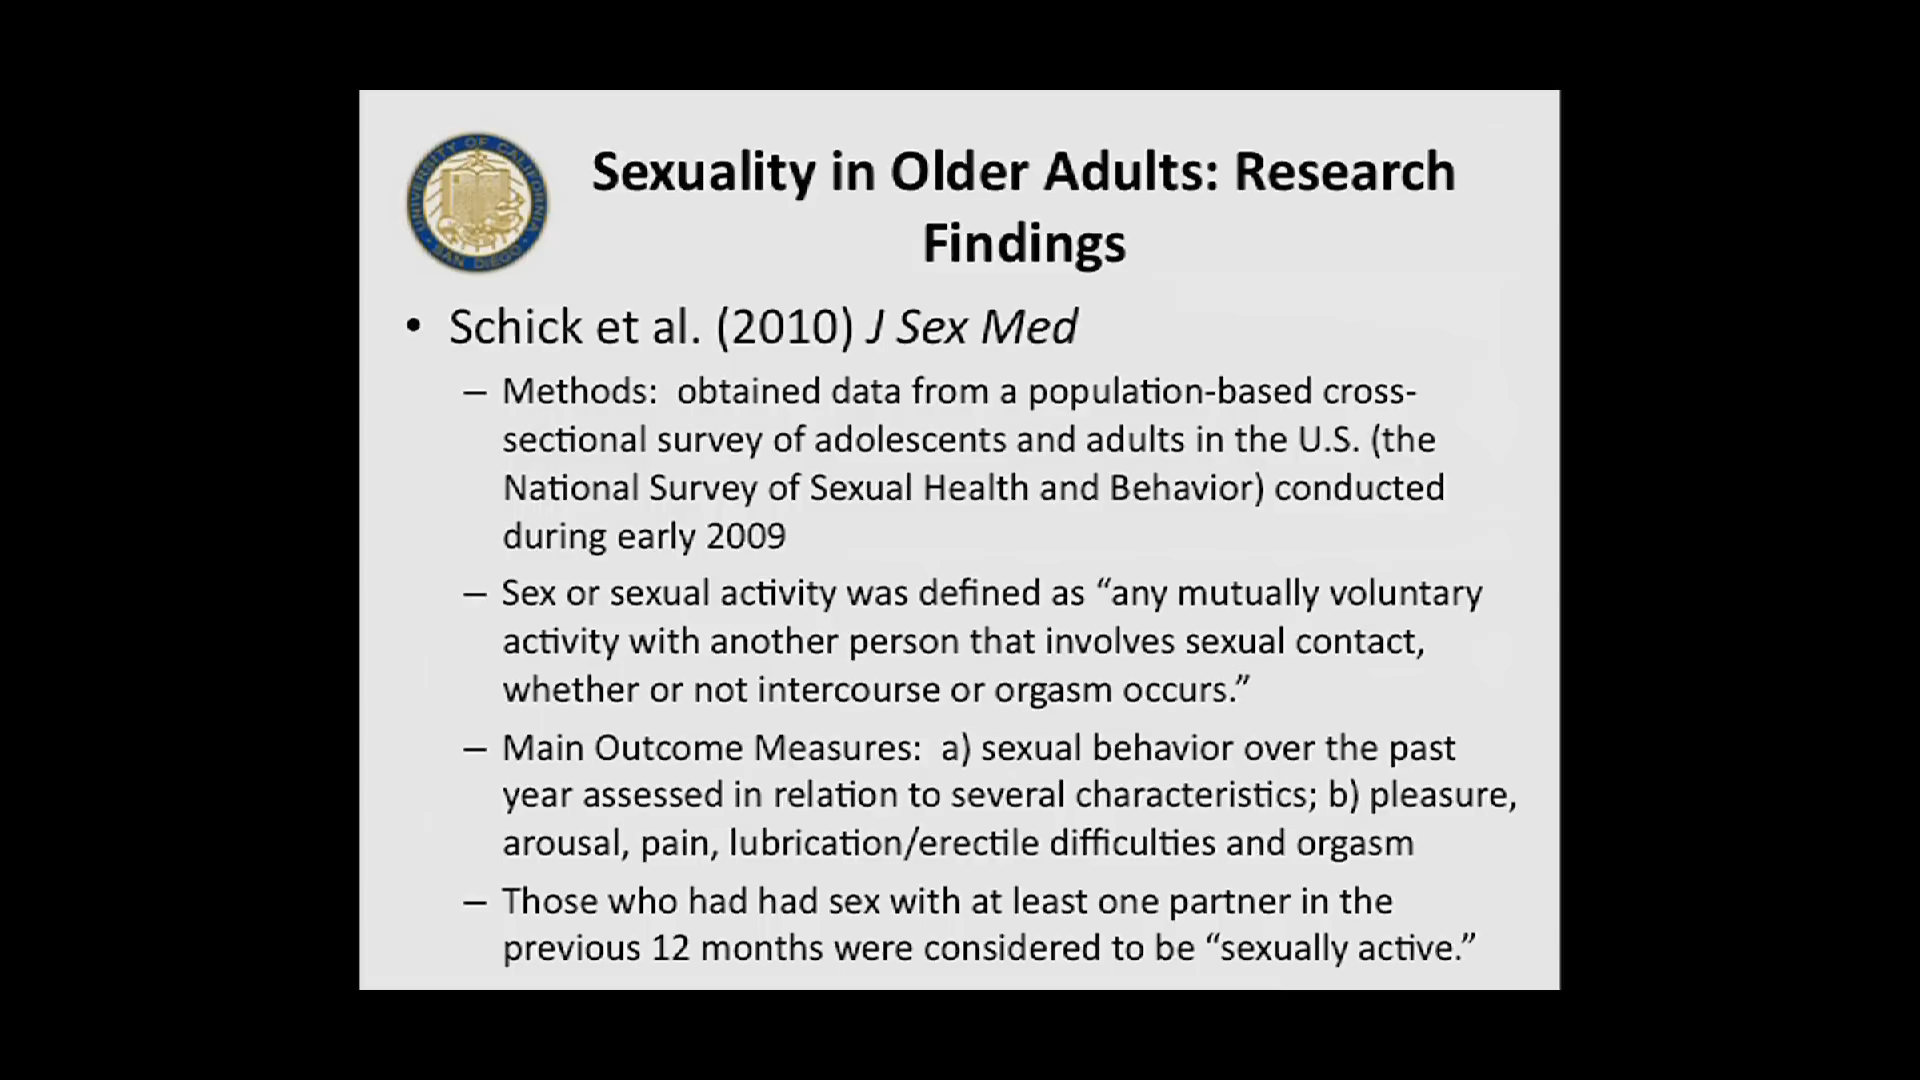 UNIVERSITY OF CALIFORNIA
SAN DIEGO
Sexuality in Older Adults: Research
Findings
• Schick et al. (2010) J Sex Med
– Methods:  obtained data from a population-based cross-
sectional survey of adolescents and adults in the U.S. (the
National Survey of Sexual Health and Behavior) conducted
during early 2009
– Sex or sexual activity was defined as “any mutually voluntary
activity with another person that involves sexual contact,
whether or not intercourse or orgasm occurs.”
– Main Outcome Measures:  a) sexual behavior over the past
year assessed in relation to several characteristics; b) pleasure,
arousal, pain, lubrication/erectile difficulties and orgasm
– Those who had had sex with at least one partner in the
previous 12 months were considered to be “sexually active.”